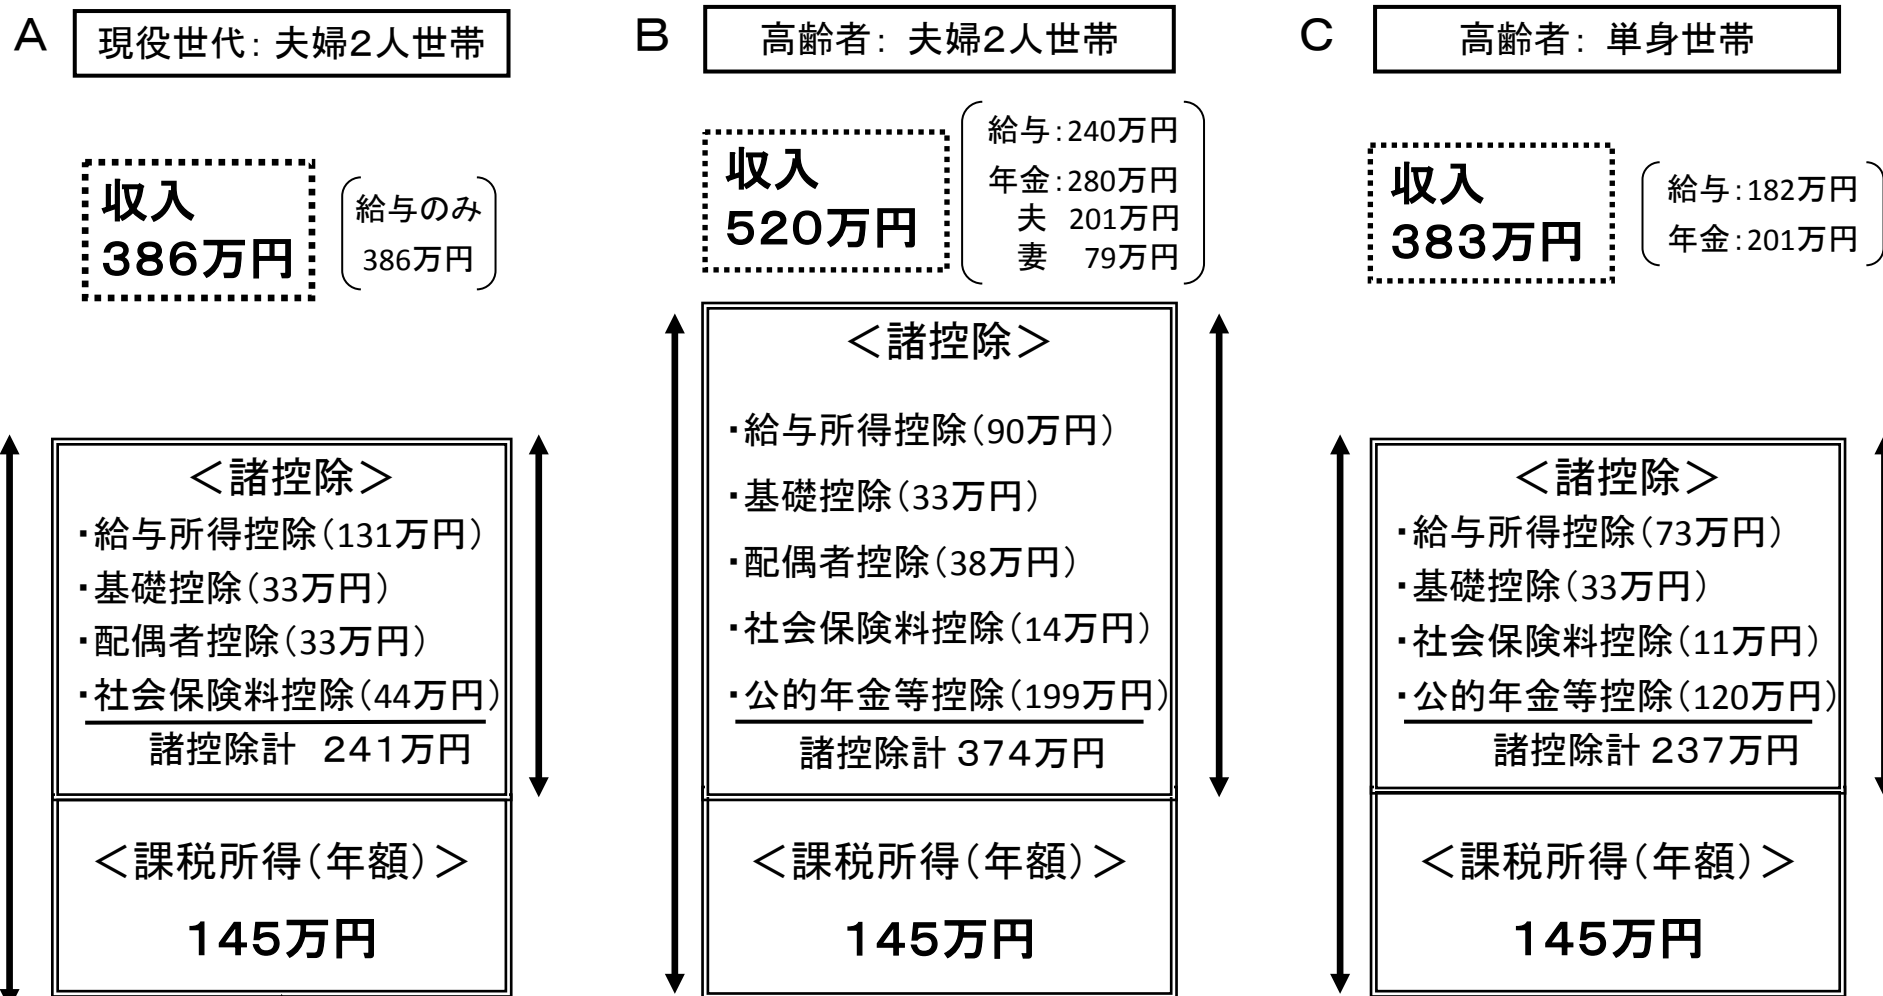 A
現役世代：夫婦2人世帯
収入
386万円
給与のみ
386万円
＜諸控除＞
・給与所得控除（131万円）
・基礎控除（33万円）
・配偶者控除（33万円）
・社会保険料控除（44万円）
諸控除計　241万円
＜課税所得（年額）＞
145万円
B
高齢者： 夫婦2人世帯
収入
520万円
給与：240万円
年金：280万円
夫　201万円
妻　79万円
＜諸控除＞
・給与所得控除（90万円）
・基礎控除（33万円）
・配偶者控除（38万円）
・社会保険料控除（14万円）
・公的年金等控除（199万円）
諸控除計 374万円
＜課税所得（年額）＞
145万円
C
高齢者： 単身世帯
収入
383万円
給与：182万円
年金：201万円
＜諸控除＞
・給与所得控除（73万円）
・基礎控除（33万円）
・社会保険料控除（11万円）
・公的年金等控除（120万円）
諸控除計 237万円
＜課税所得（年額）＞
145万円